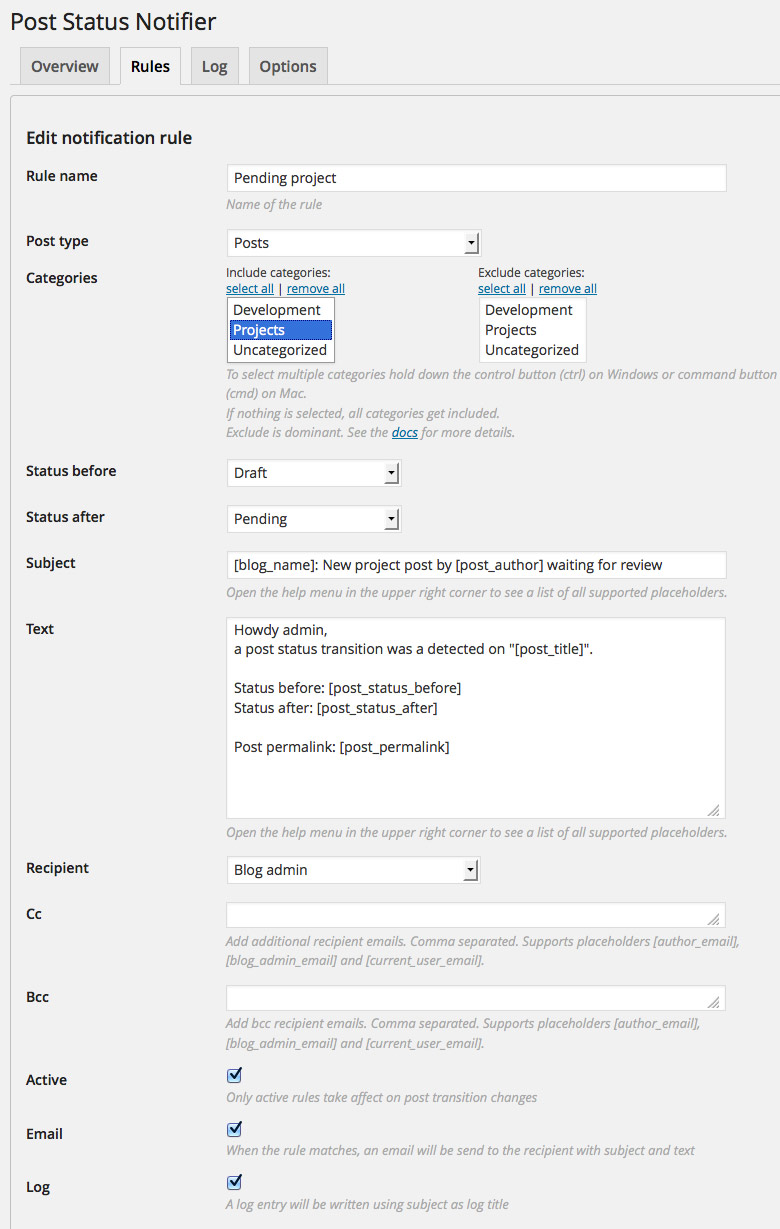 Post Status Notifier
Overview Rules Log Options
Edit notification rule
Rule name Pending project
Name of the rule
Post type Posts
Categories Include categories: Exclude categories:
select all | remove all select all | remove all
Development Development
Projects Projects
Uncategorized Uncategorized
To select multiple categories hold down the control button (ctrl) on Windows or command button
(cmd) on Mac.
If nothing is selected, all categories get included.
Exclude is dominant. See the docs for more details.
Status before Draft
Status after Pending
Subject [blog_name]: New project post by [post_author] waiting for review
Open the help menu in the upper right corner to see a list of all supported placeholders.
Text Howdy admin,
a post status transition was a detected on "[post_title]".
Status before: [post_status_before]
Status after: [post_status_after]
Post permalink: [post_permalink]
Open the help menu in the upper right corner to see a list of all supported placeholders.
Recipient Blog admin
Cc
Add additional recipient emails. Comma separated. Supports placeholders [author_email],
[blog_admin_email] and [current_user_email].
Bcc
Add bcc recipient emails. Comma separated. Supports placeholders [author_email],
[blog_admin_email] and [current_user_email].
Active
Only active rules take affect on post transition changes
Email
When the rule matches, an email will be send to the recipient with subject and text
Log
A log entry will be written using subject as log title